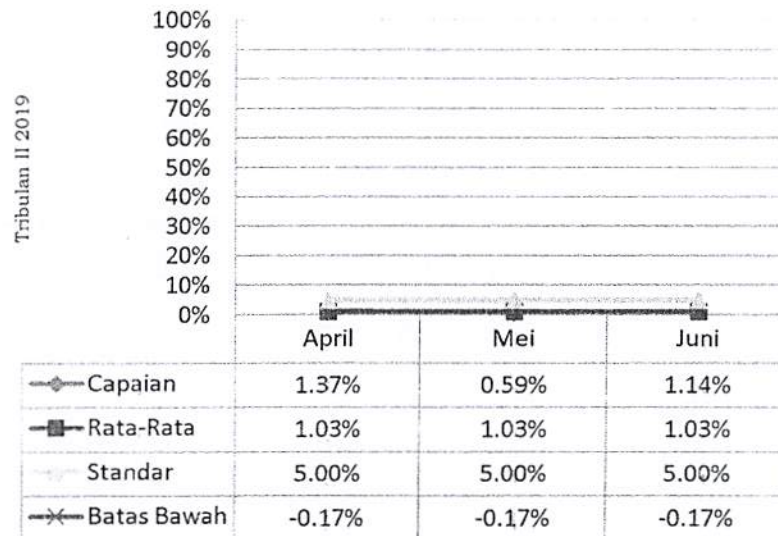 Tribulan II 2019
100%
90%
80%
70%
60%
50%
40%
30%
20%
10%
0%
April Mei Juni
Capaian 1.37% 0.59% 1.14%
Rata-Rata 1.03% 1.03% 1.03%
Standar 5.00% 5.00% 5.00%
Batas Bawah -0.17% -0.17% -0.17%